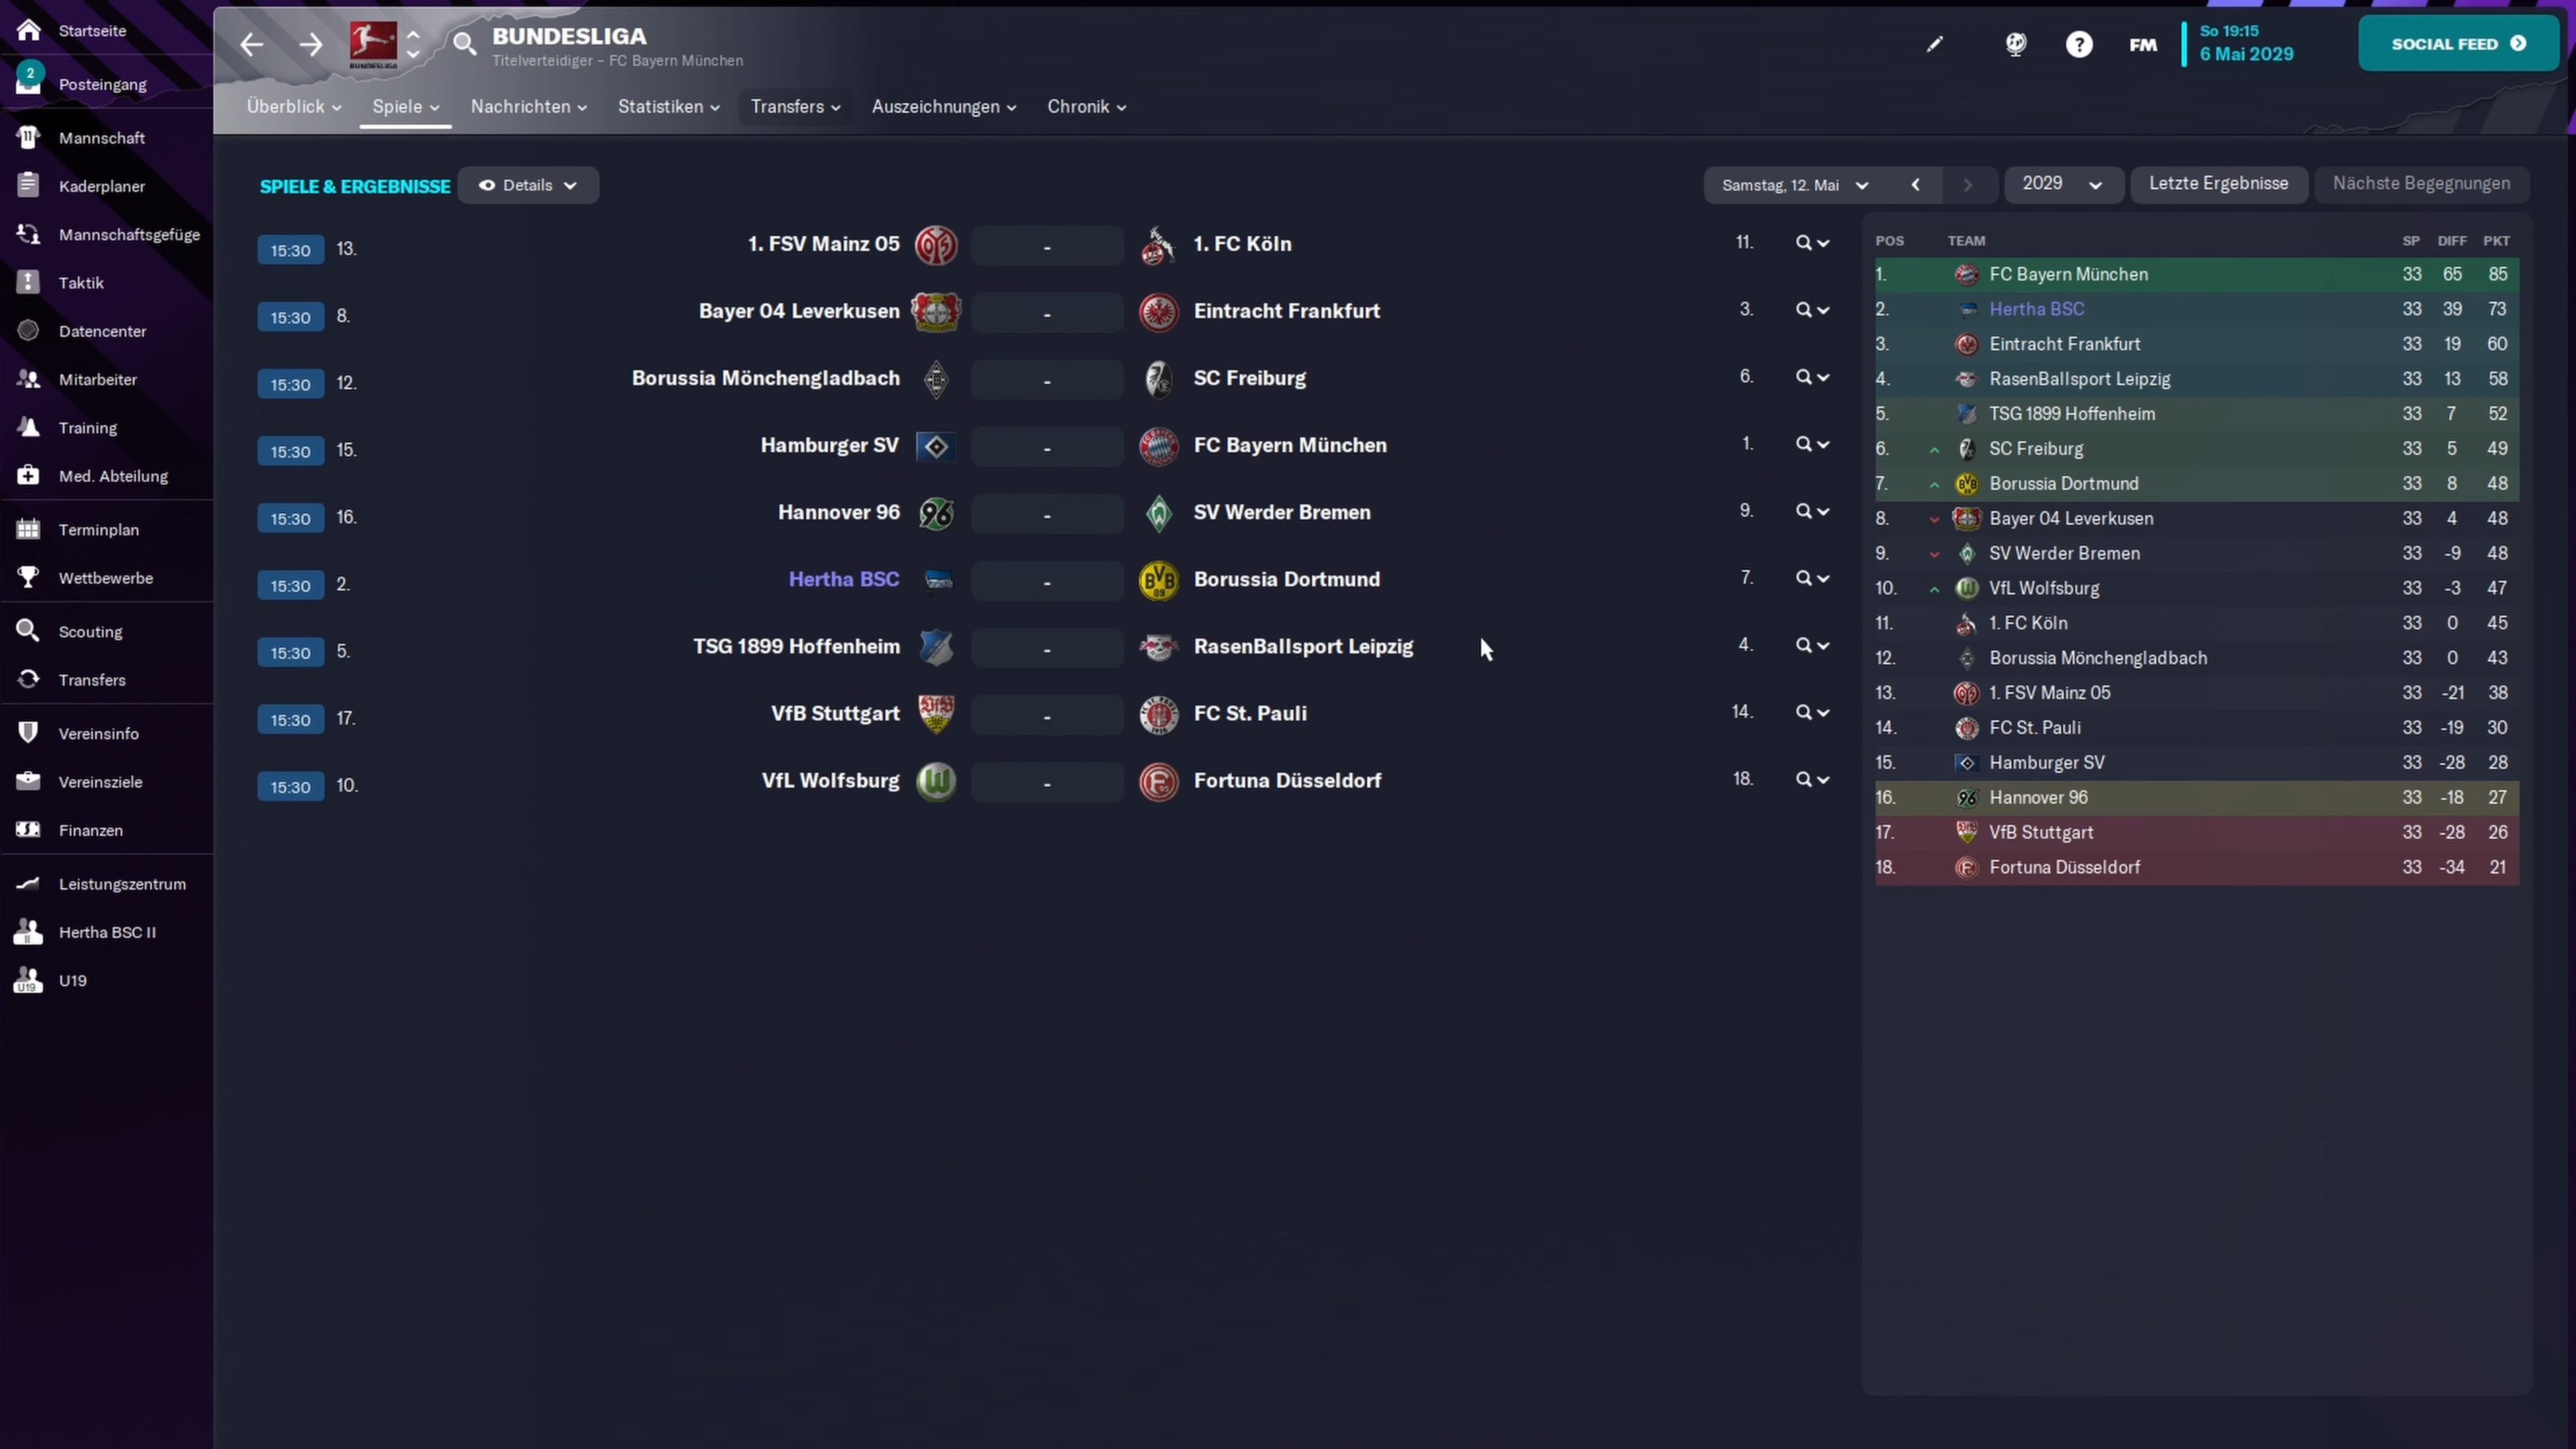 Startseite
2
Posteingang
Mannschaft
Kaderplaner
Mannschaftsgefüge
Taktik
Datencenter
Mitarbeiter
Training
Med. Abteilung
Terminplan
Wettbewerbe
Scouting
Transfers
Vereinsinfo
Vereinsziele
Finanzen
Leistungszentrum
Hertha BSC II
U19
BUNDESLIGA
Titelverteidiger – FC Bayern München
FM
So 19:15
6 Mai 2029
SOCIAL FEED
Überblick Spiele Nachrichten Statistiken Transfers Auszeichnungen Chronik
SPIELE & ERGEBNISSE Details Samstag, 12. Mai 2029 Letzte Ergebnisse Nächste Begegnungen
15:30 13. 1. FSV Mainz 05 - 1. FC Köln 11.
15:30 8. Bayer 04 Leverkusen - Eintracht Frankfurt 3.
15:30 12. Borussia Mönchengladbach - SC Freiburg 6.
15:30 15. Hamburger SV - FC Bayern München 1.
15:30 16. Hannover 96 - SV Werder Bremen 9.
15:30 2. Hertha BSC - Borussia Dortmund 7.
15:30 5. TSG 1899 Hoffenheim - RasenBallsport Leipzig 4.
15:30 17. VfB Stuttgart - FC St. Pauli 14.
15:30 10. VfL Wolfsburg - Fortuna Düsseldorf 18.
POS TEAM SP DIFF PKT
1. FC Bayern München 33 65 85
2. Hertha BSC 33 39 73
3. Eintracht Frankfurt 33 19 60
4. RasenBallsport Leipzig 33 13 58
5. TSG 1899 Hoffenheim 33 7 52
6. SC Freiburg 33 5 49
7. Borussia Dortmund 33 8 48
8. Bayer 04 Leverkusen 33 4 48
9. SV Werder Bremen 33 -9 48
10. VfL Wolfsburg 33 -3 47
11. 1. FC Köln 33 0 45
12. Borussia Mönchengladbach 33 0 43
13. 1. FSV Mainz 05 33 -21 38
14. FC St. Pauli 33 -19 30
15. Hamburger SV 33 -28 28
16. Hannover 96 33 -18 27
17. VfB Stuttgart 33 -28 26
18. Fortuna Düsseldorf 33 -34 21